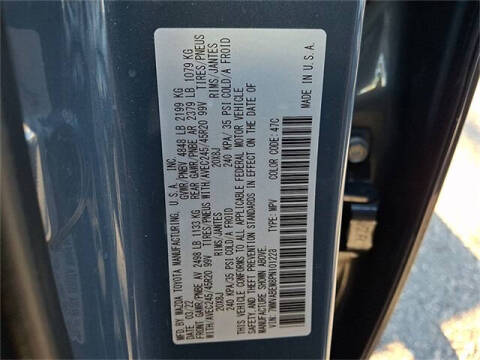 MFD. BY MAZDA TOYOTA MANUFACTURING, U.S.A. INC.
03/22 GVWR/PNBV 4848 LB 2199 KG
FRONT GAWR/PNBE AV 2498 LB 1133 KG REAR GAWR/PNBE AR 2379 LB 1079 KG
WITH/AVEC245/45R20 99V TIRES/PNEUS WITH/AVEC245/45R20 99V TIRES/PNEUS
20X8J RIMS/JANTES 20X8J RIMS/JANTES
240 KPA/ 35 PSI COLD/A FROID 240 KPA/ 35 PSI COLD/A FROID
THIS VEHICLE CONFORMS TO ALL APPLICABLE FEDERAL MOTOR VEHICLE
SAFETY AND THEFT PREVENTION STANDARDS IN EFFECT ON THE DATE OF
MANUFACTURE SHOWN ABOVE.
VIN: TYPE: MPV COLOR CODE: 47C
MADE IN U.S.A.